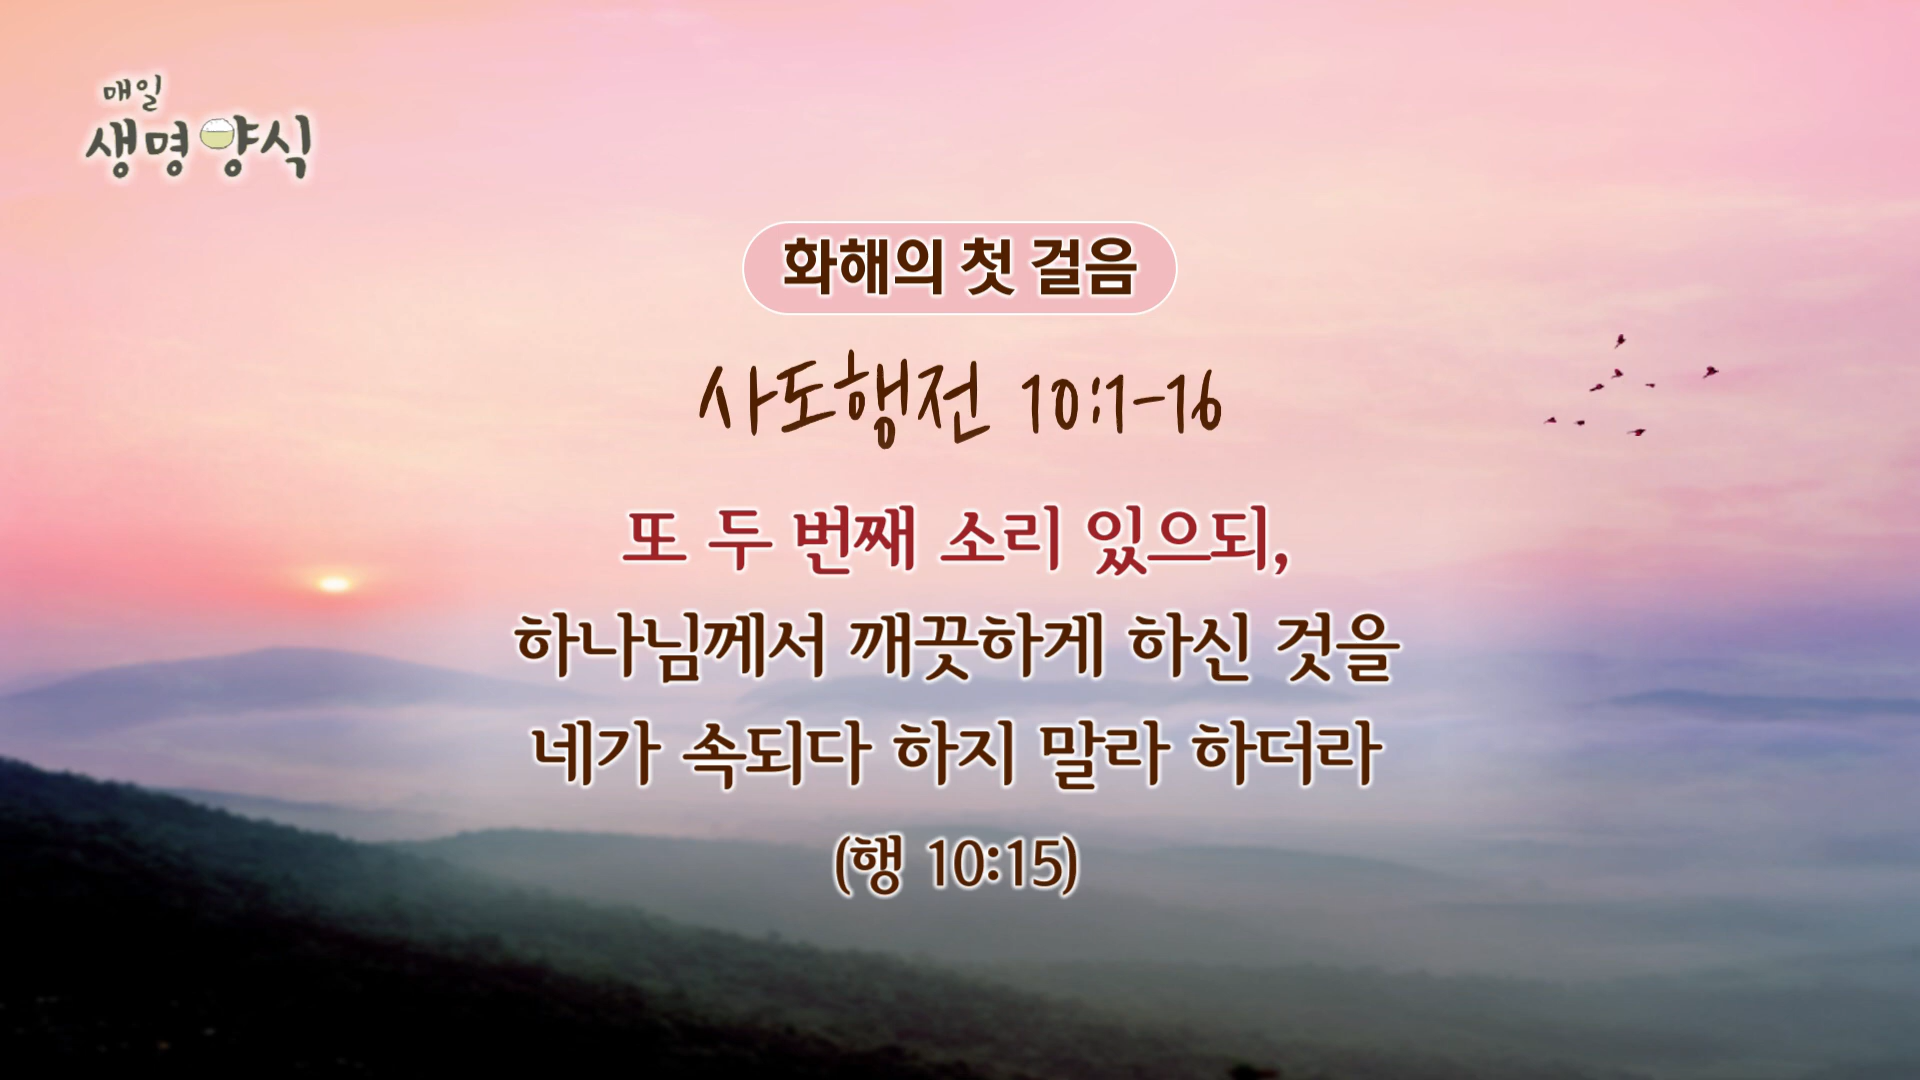 매일
생명양식
화해의 첫 걸음
사도행전 10:1-16
또 두 번째 소리 있으되,
하나님께서 깨끗하게 하신 것을
네가 속되다 하지 말라 하더라
(행 10:15)